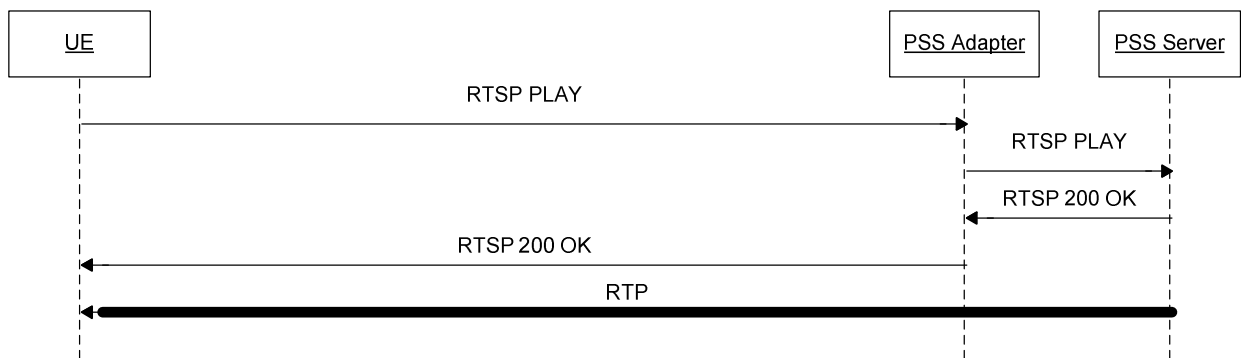 UE
PSS Adapter
PSS Server
RTSP PLAY
RTSP PLAY
RTSP 200 OK
RTSP 200 OK
RTP